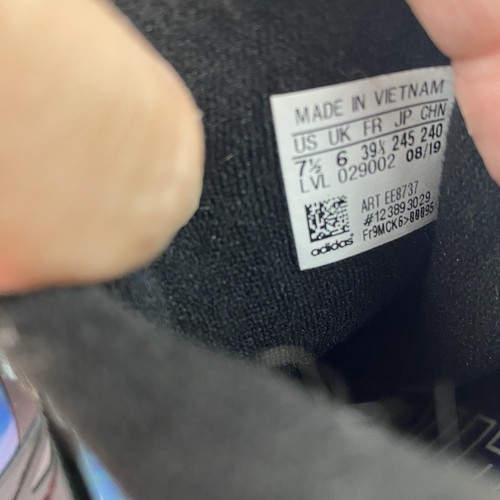 MADE IN VIETNAM
US UK FR JP CHN
7½ 6 39⅓ 245 240
LVL 029002 08/19
ART EE8737
#123893029
adidas